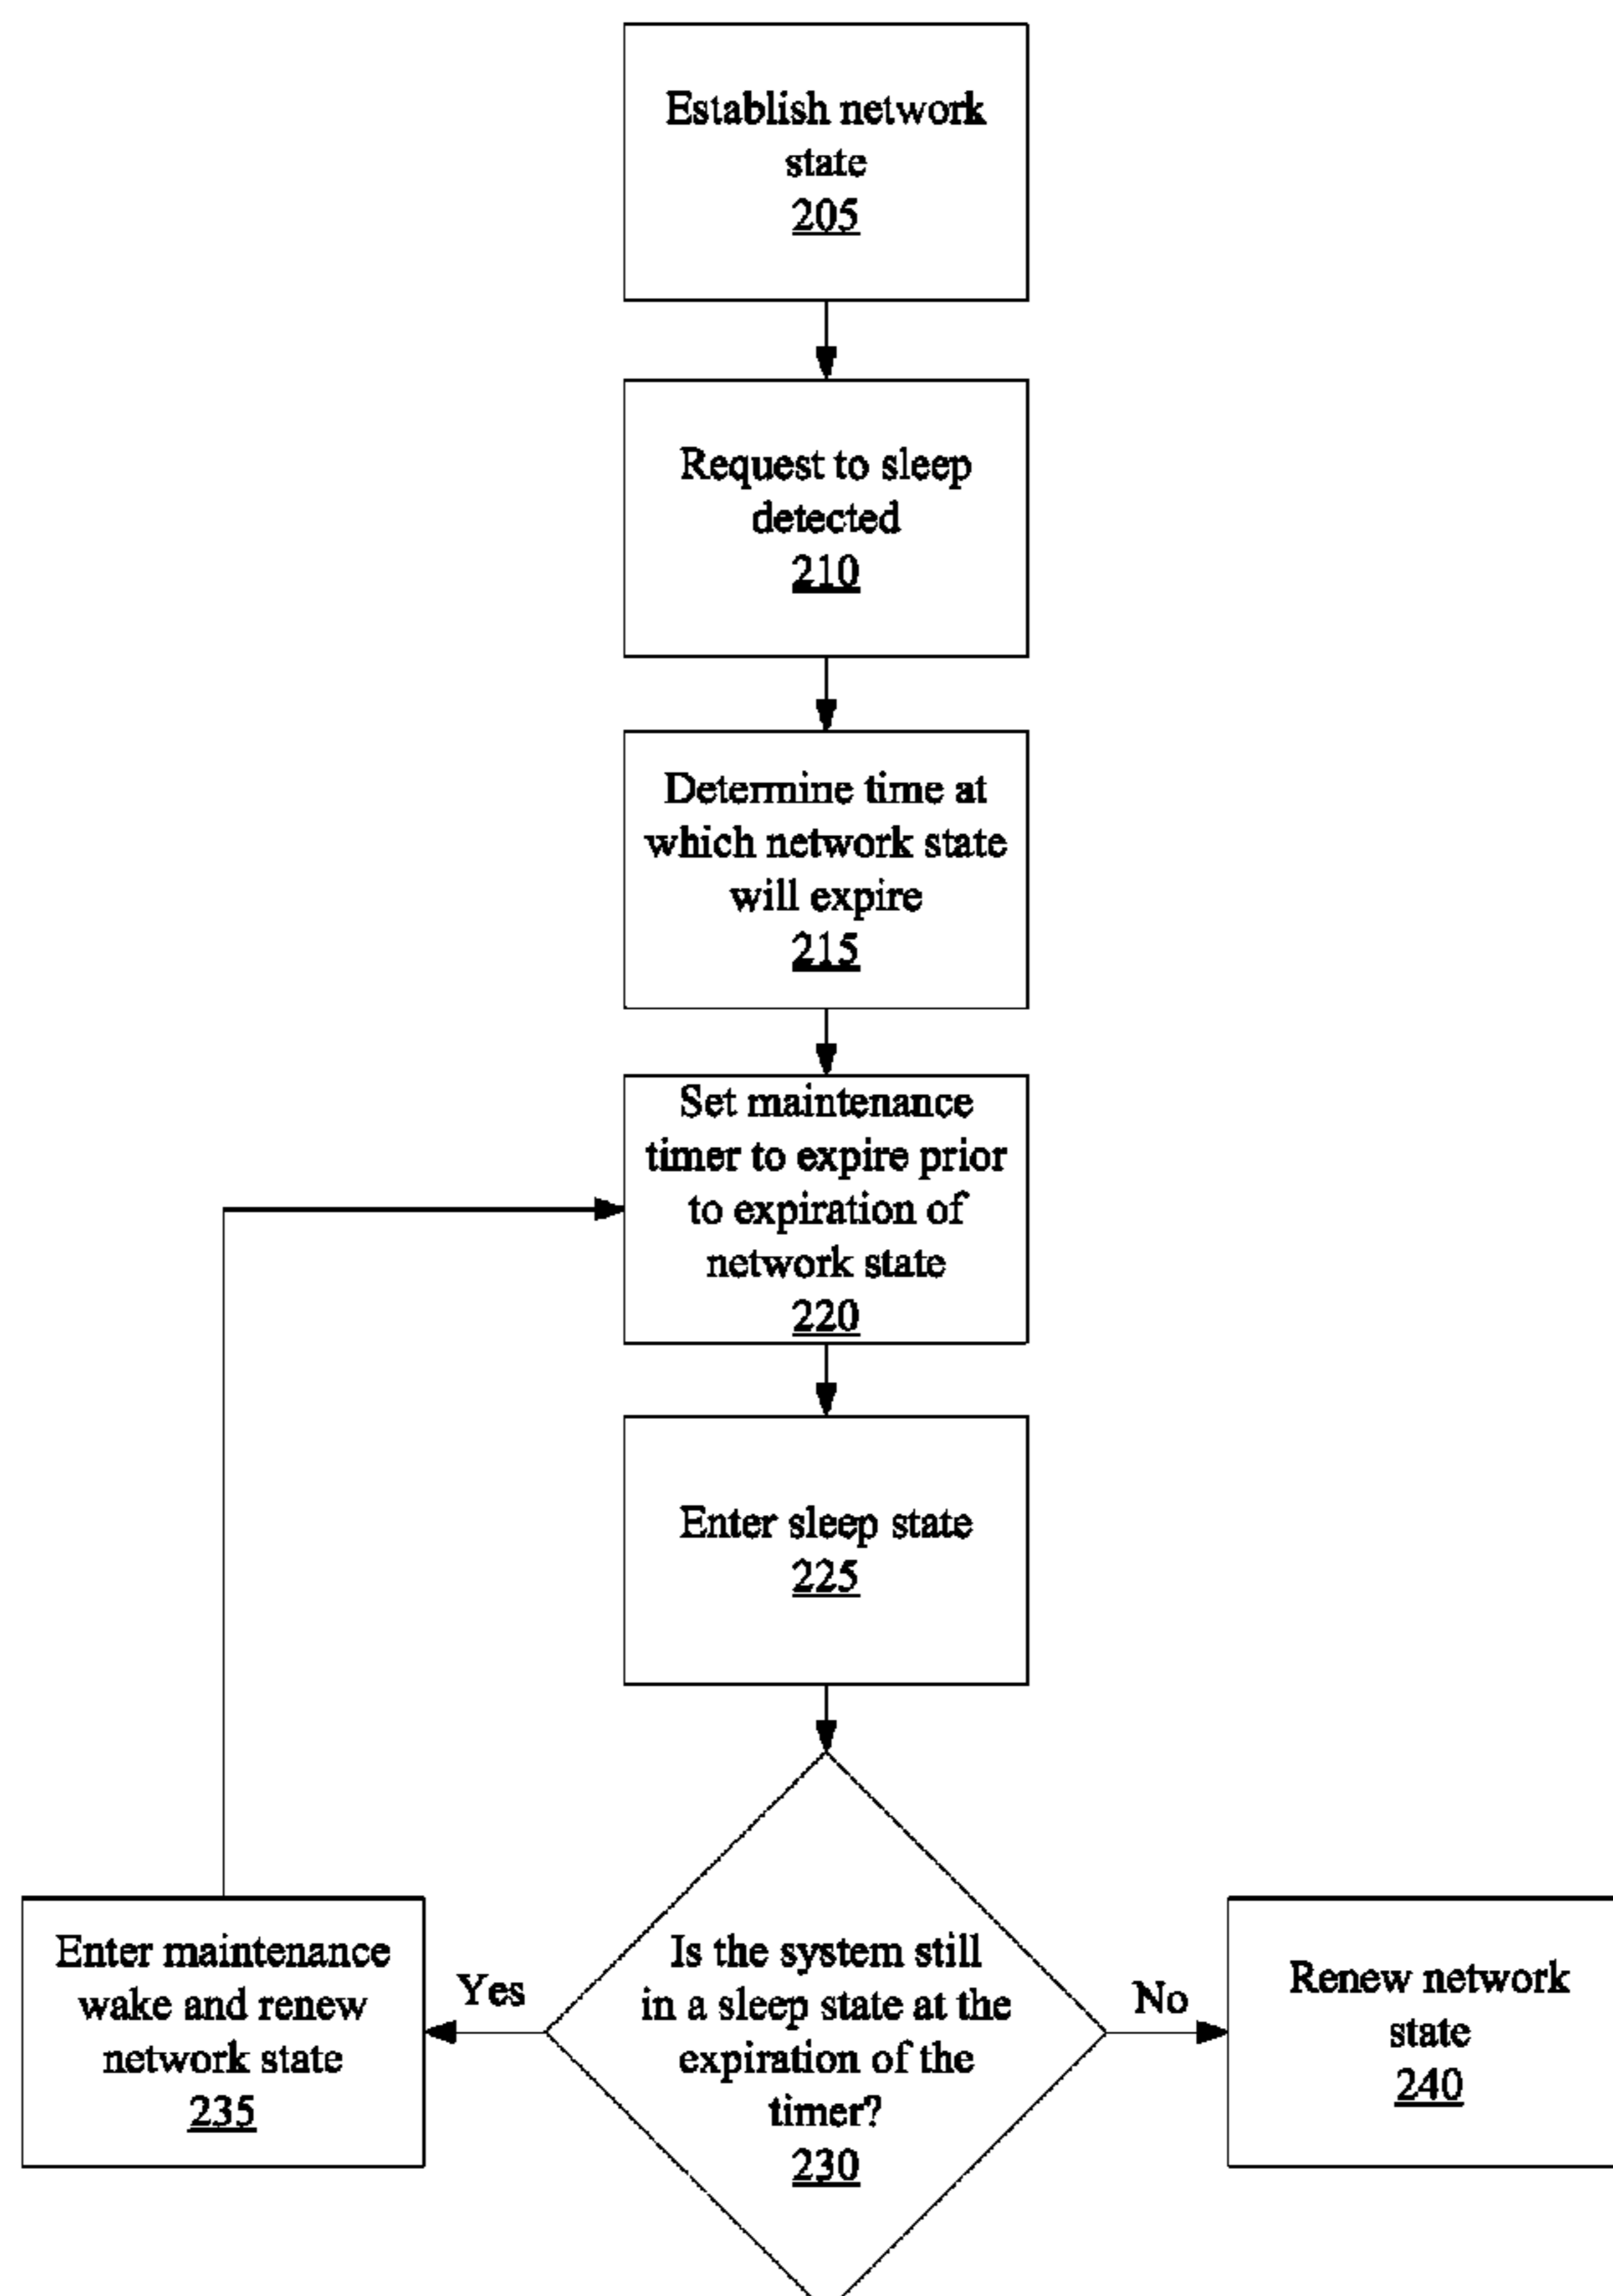 Establish network
state
205
Request to sleep
detected
210
Determine time at
which network state
will expire
215
Set maintenance
timer to expire prior
to expiration of
network state
220
Enter sleep state
225
Is the system still
in a sleep state at the
expiration of the
timer?
230
Yes
Enter maintenance
wake and renew
network state
235
No
Renew network
state
240